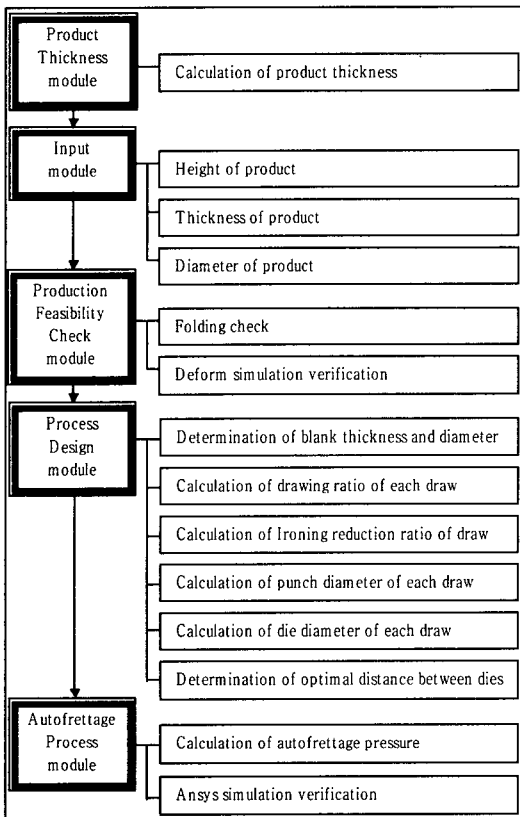 Product
Thickness
module
Calculation of product thickness
Input
module
Height of product
Thickness of product
Diameter of product
Production
Feasibility
Check
module
Folding check
Deform simulation verification
Process
Design
module
Determination of blank thickness and diameter
Calculation of drawing ratio of each draw
Calculation of Ironing reduction ratio of draw
Calculation of punch diameter of each draw
Calculation of die diameter of each draw
Determination of optimal distance between dies
Autofrettage
Process
module
Calculation of autofrettage pressure
Ansys simulation verification